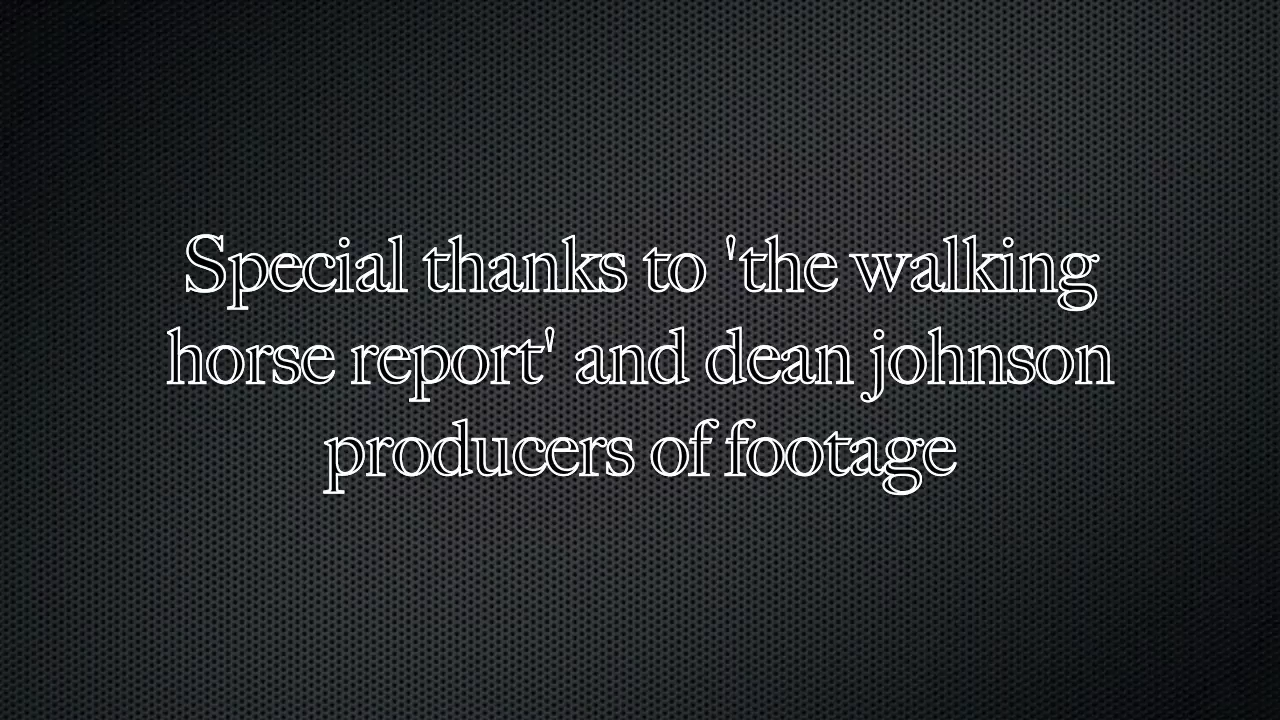 Special thanks to 'the walking
horse report' and dean johnson
producers of footage